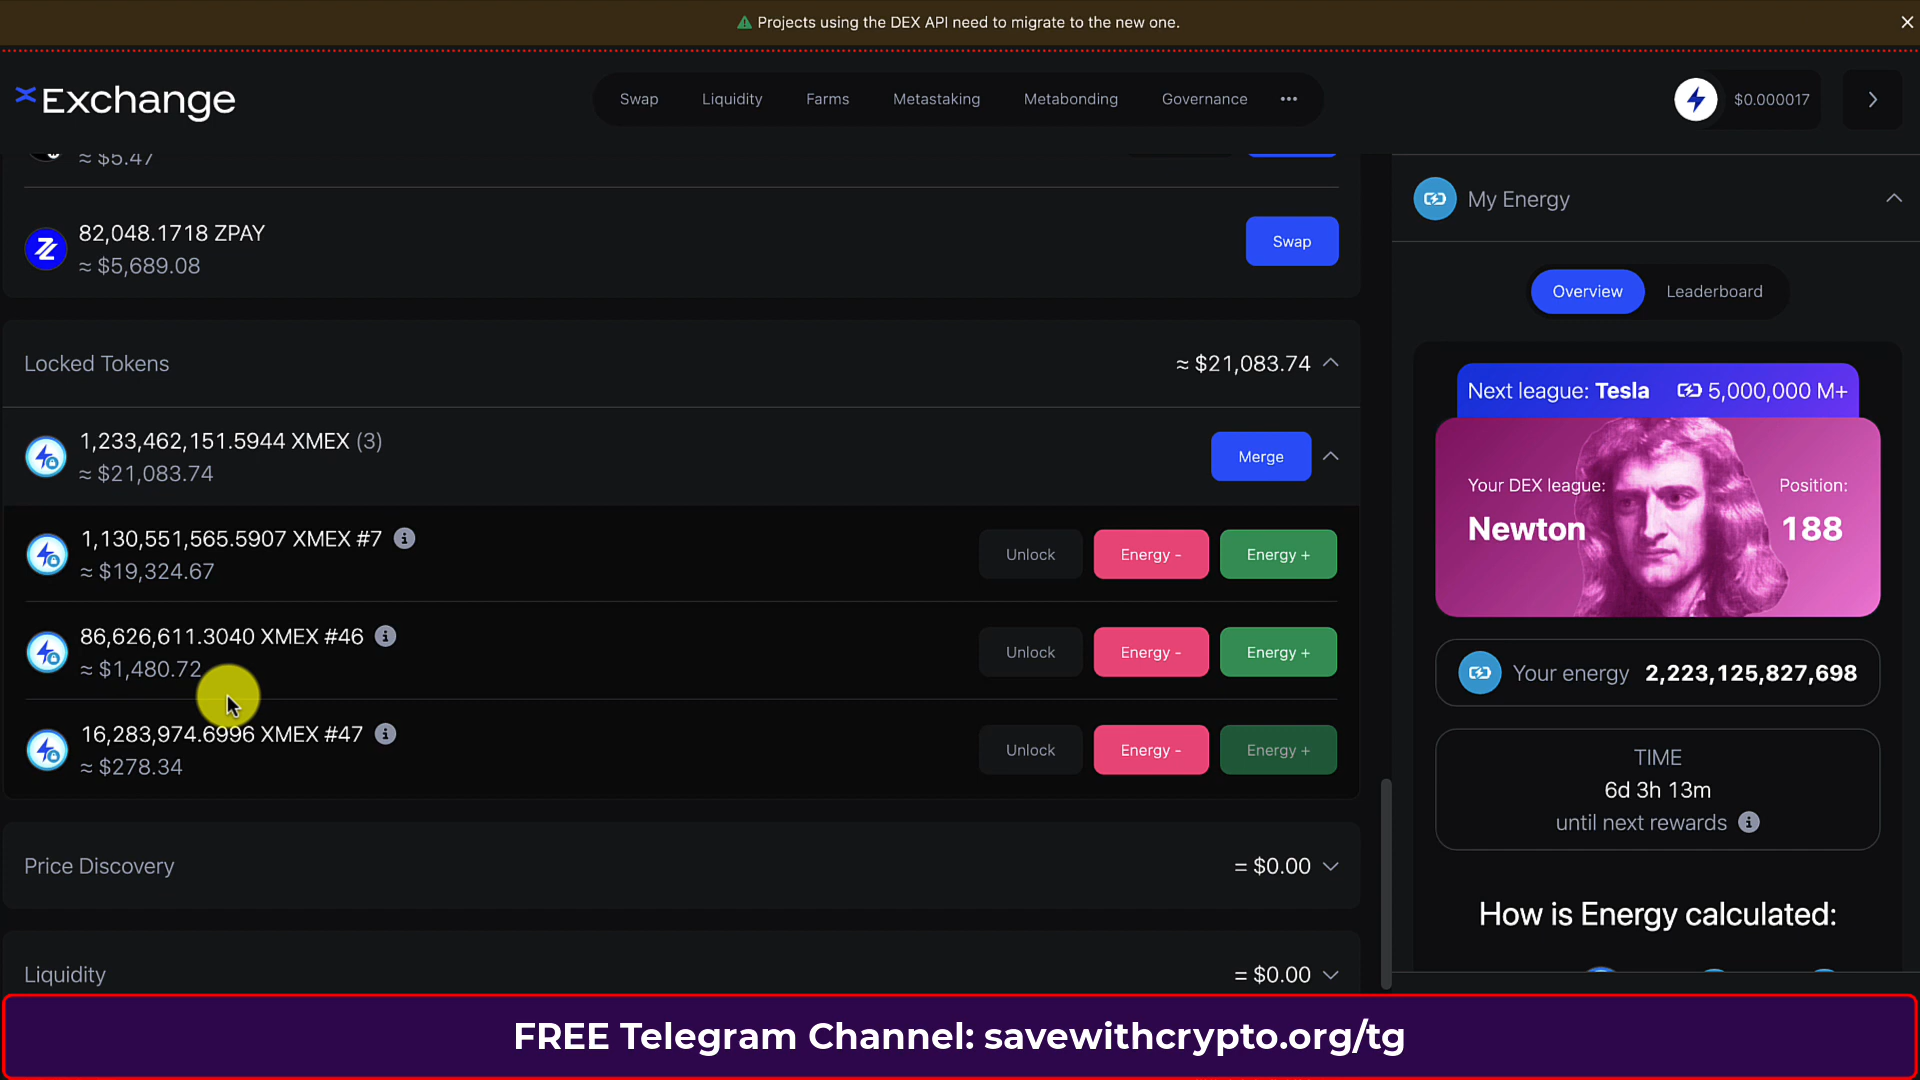 Projects using the DEX API need to migrate to the new one.
Exchange
Swap
Liquidity
Farms
Metastaking
Metabonding
Governance
$0.000017
≈ $5.47
82,048.1718 ZPAY
≈ $5,689.08
Swap
Locked Tokens
≈ $21,083.74
1,233,462,151.5944 XMEX (3)
≈ $21,083.74
Merge
1,130,551,565.5907 XMEX #7
≈ $19,324.67
Unlock
Energy -
Energy +
86,626,611.3040 XMEX #46
≈ $1,480.72
Unlock
Energy -
Energy +
16,283,974.6996 XMEX #47
≈ $278.34
Unlock
Energy -
Energy +
Price Discovery
= $0.00
Liquidity
= $0.00
My Energy
Overview
Leaderboard
Next league: Tesla
5,000,000 M+
Your DEX league:
Newton
Position:
188
Your energy 2,223,125,827,698
TIME
6d 3h 13m
until next rewards
How is Energy calculated:
FREE Telegram Channel: savewithcrypto.org/tg